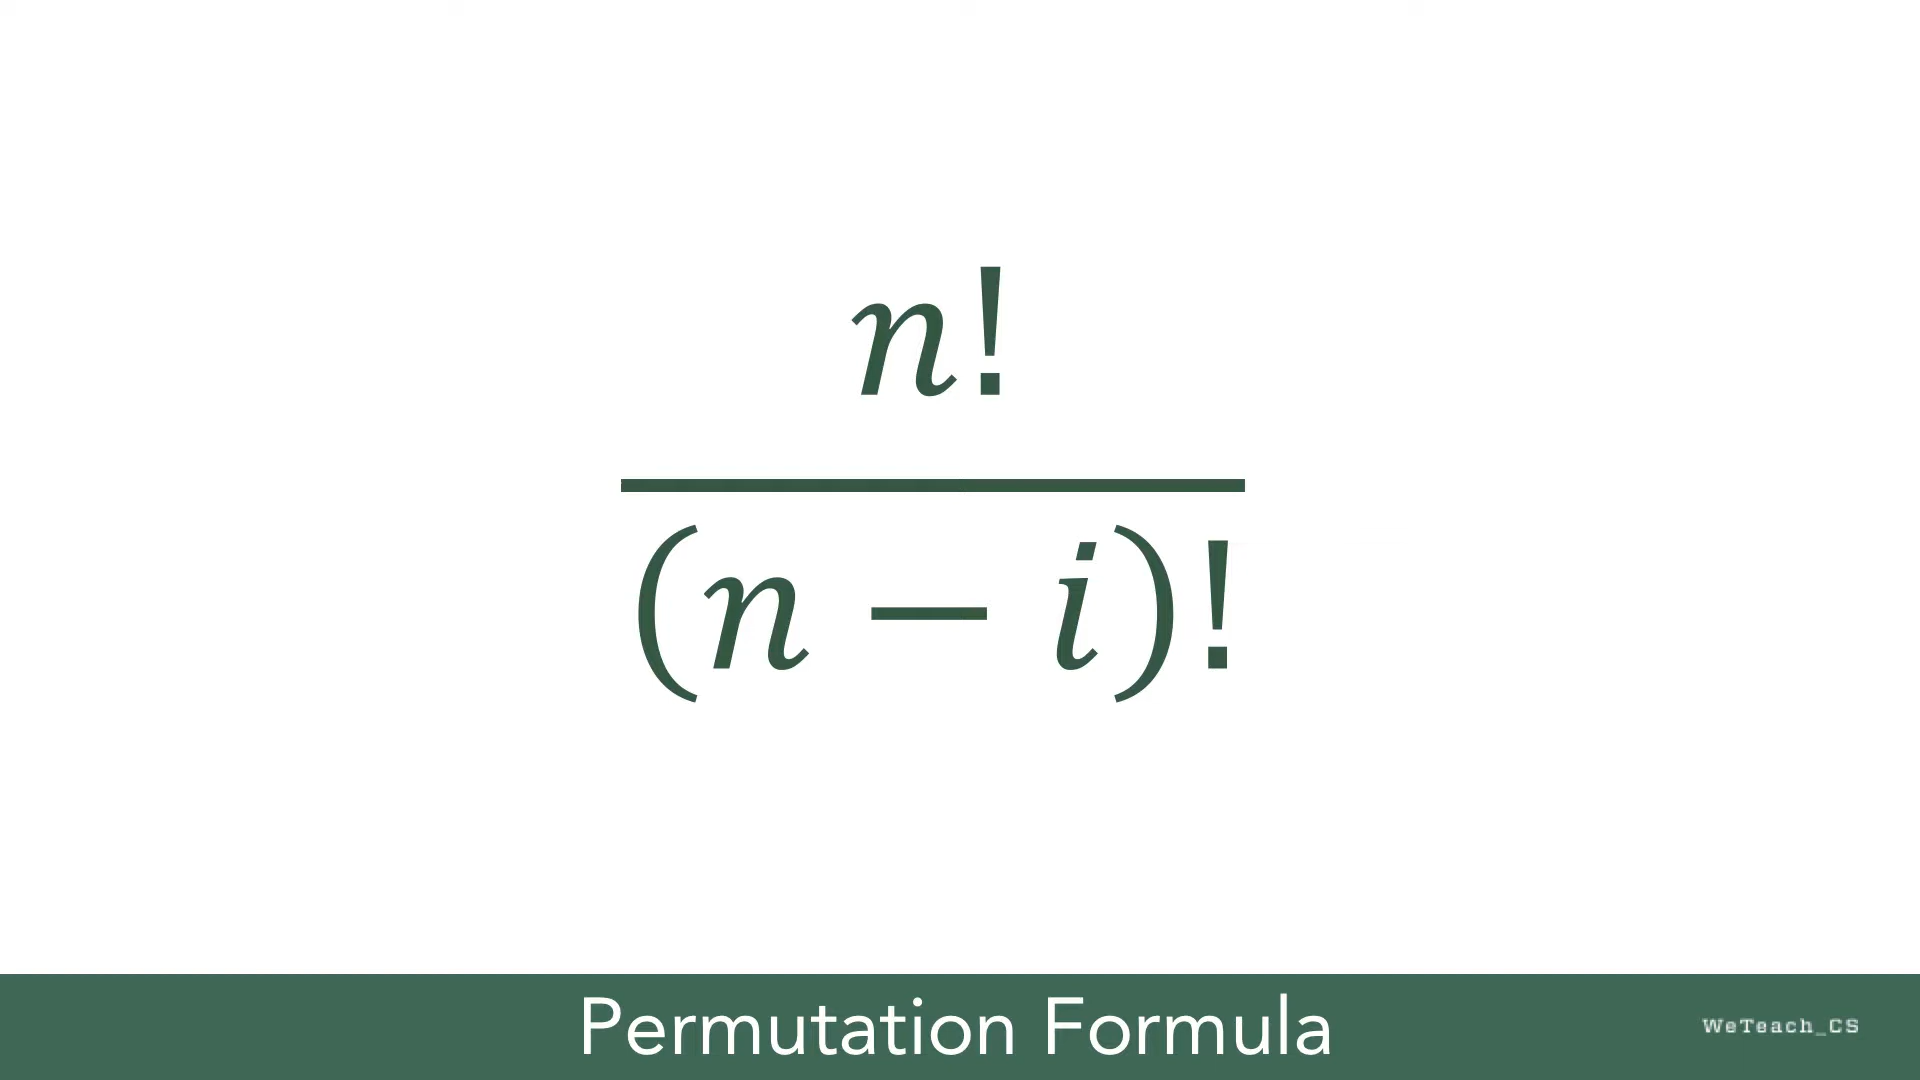 n!
(n − i)!
Permutation Formula
WeTeach_CS